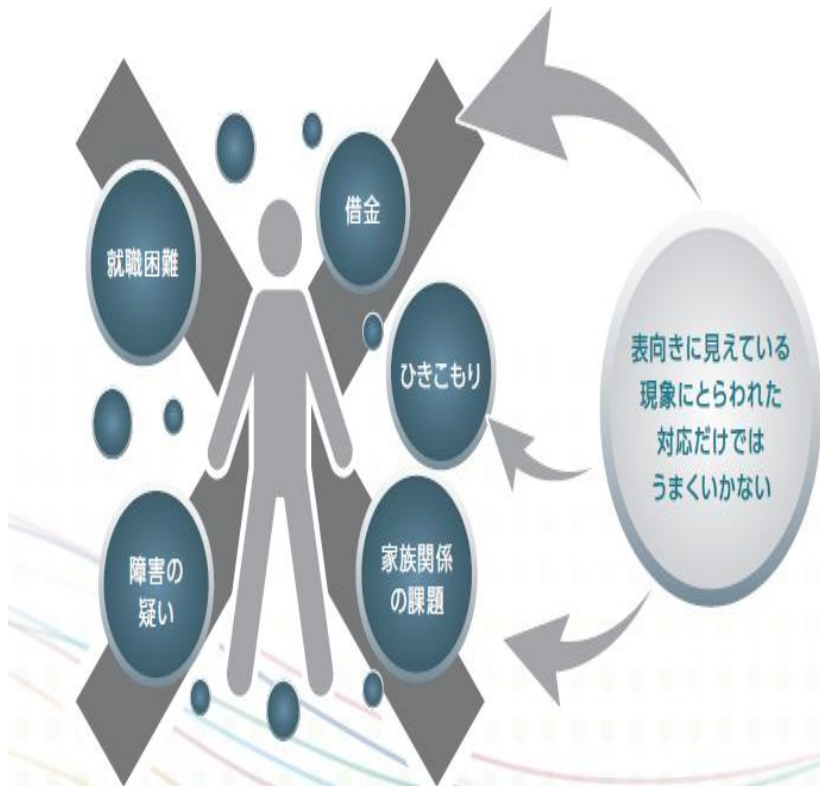 借金
就職困難
ひきこもり
表向きに見えている
現象にとらわれた
対応だけでは
うまくいかない
障害の
疑い
家族関係
の課題